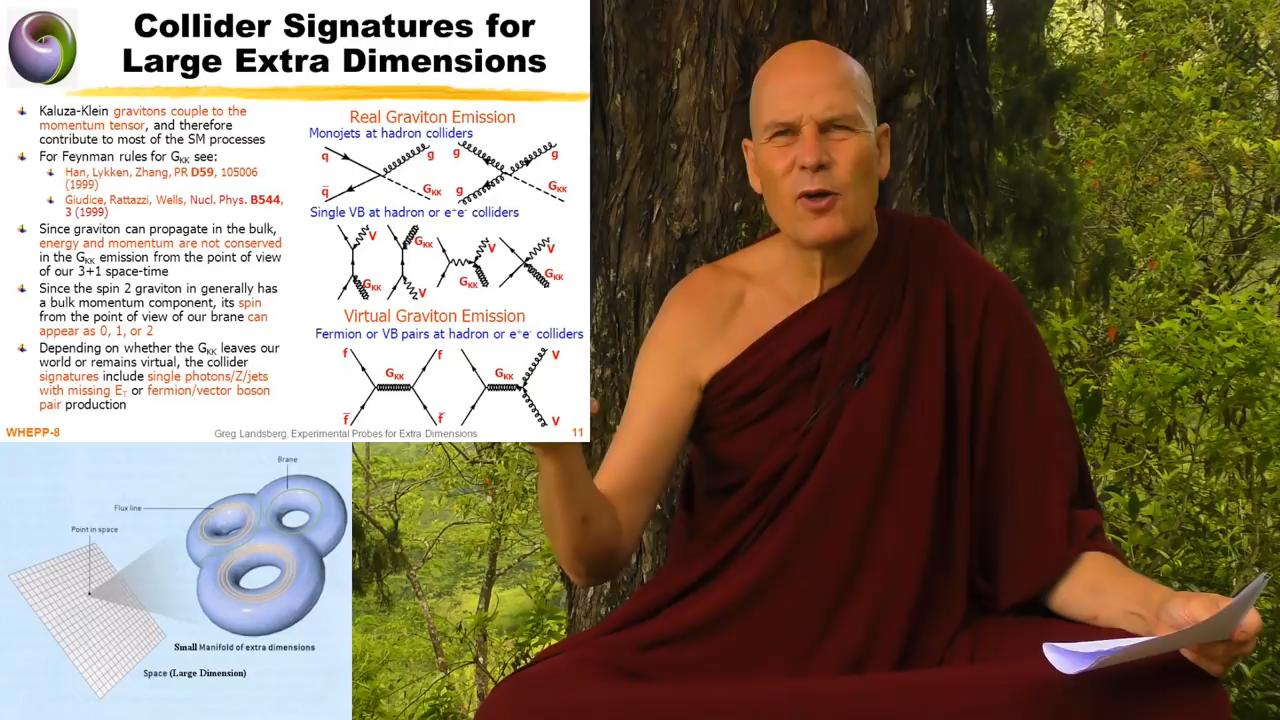 Collider Signatures for
Large Extra Dimensions
Kaluza-Klein gravitons couple to the
momentum tensor, and therefore
contribute to most of the SM processes
For Feynman rules for GKK see:
Han, Lykken, Zhang, PR D59, 105006
(1999)
Giudice, Rattazzi, Wells, Nucl. Phys. B544,
3 (1999)
Since graviton can propagate in the bulk,
energy and momentum are not conserved
in the GKK emission from the point of view
of our 3+1 space-time
Since the spin 2 graviton in generally has
a bulk momentum component, its spin
from the point of view of our brane can
appear as 0, 1, or 2
Depending on whether the GKK leaves our
world or remains virtual, the collider
signatures include single photons/Z/jets
with missing ET or fermion/vector boson
pair production
Real Graviton Emission
Monojets at hadron colliders
q g g g
q̄ GKK g GKK
Single VB at hadron or e+e- colliders
V GKK V V
GKK V GKK GKK
Virtual Graviton Emission
Fermion or VB pairs at hadron or e+e- colliders
f f V
GKK GKK
f̄ f̄ V
WHEPP-8
Greg Landsberg, Experimental Probes for Extra Dimensions
11
Brane
Flux line
Point in space
Small Manifold of extra dimensions
Space (Large Dimension)